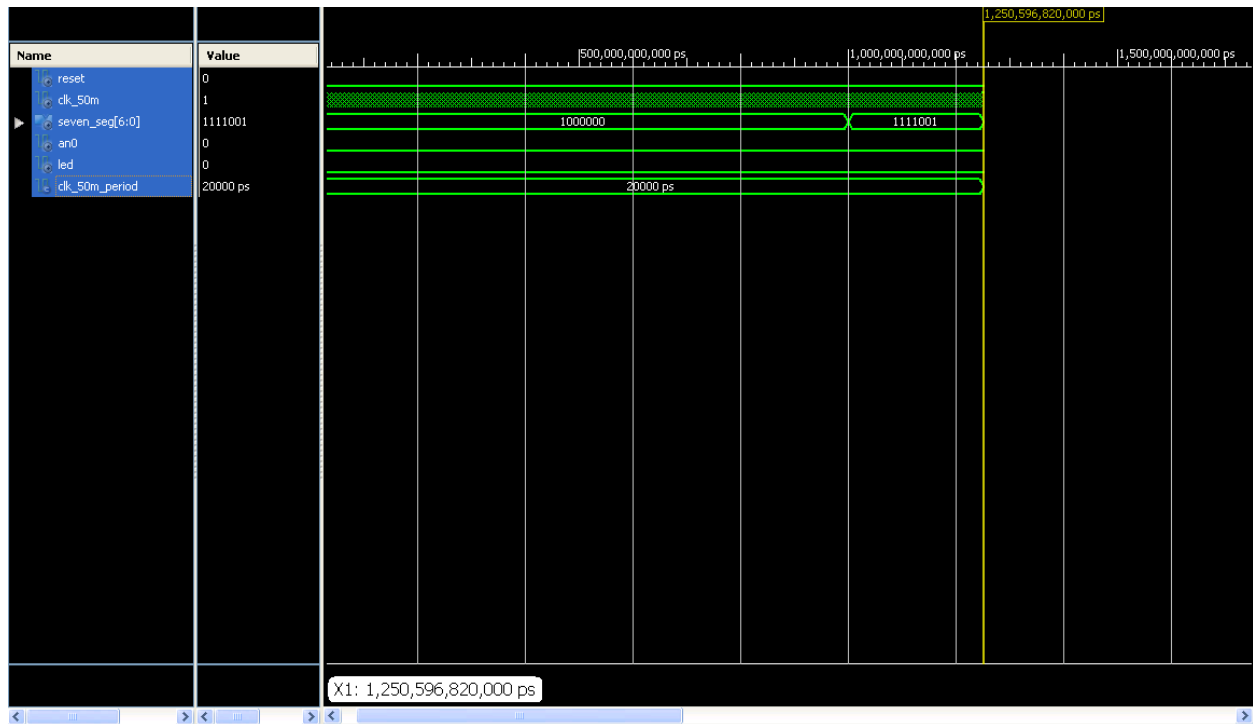 1,250,596,820,000 ps
Name Value
|500,000,000,000 ps |1,000,000,000,000 ps |1,500,000,000,000 ps
reset 0
clk_50m 1
seven_seg[6:0] 1111001 1000000 1111001
an0 0
led 0
clk_50m_period 20000 ps 20000 ps
X1: 1,250,596,820,000 ps